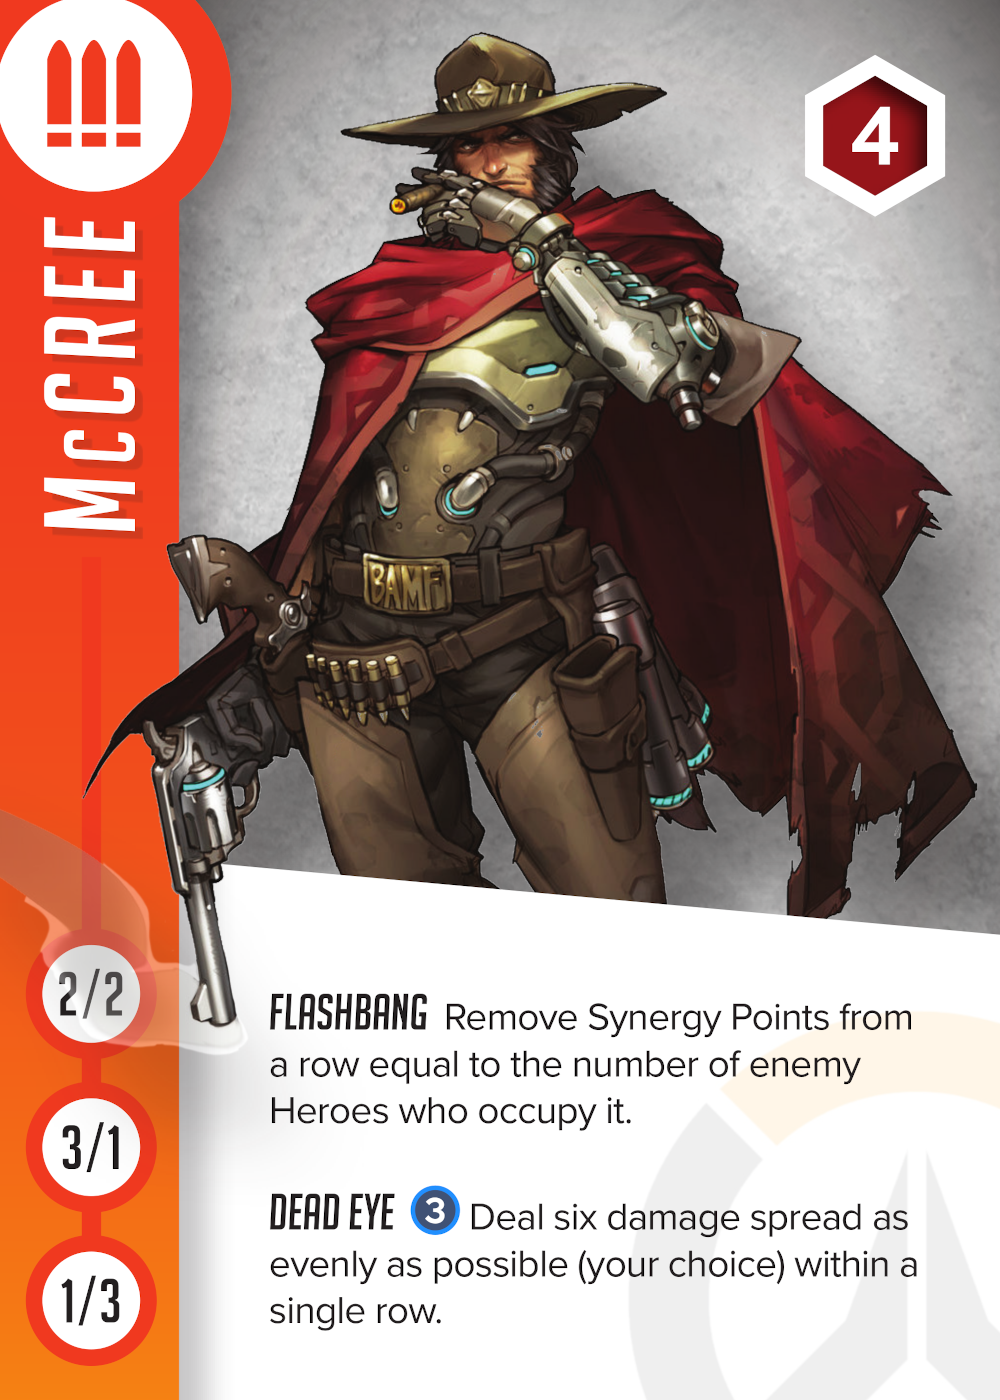 McCREE
4
BAMF
2/2
3/1
1/3
FLASHBANG Remove Synergy Points from
a row equal to the number of enemy
Heroes who occupy it.
DEAD EYE 3 Deal six damage spread as
evenly as possible (your choice) within a
single row.